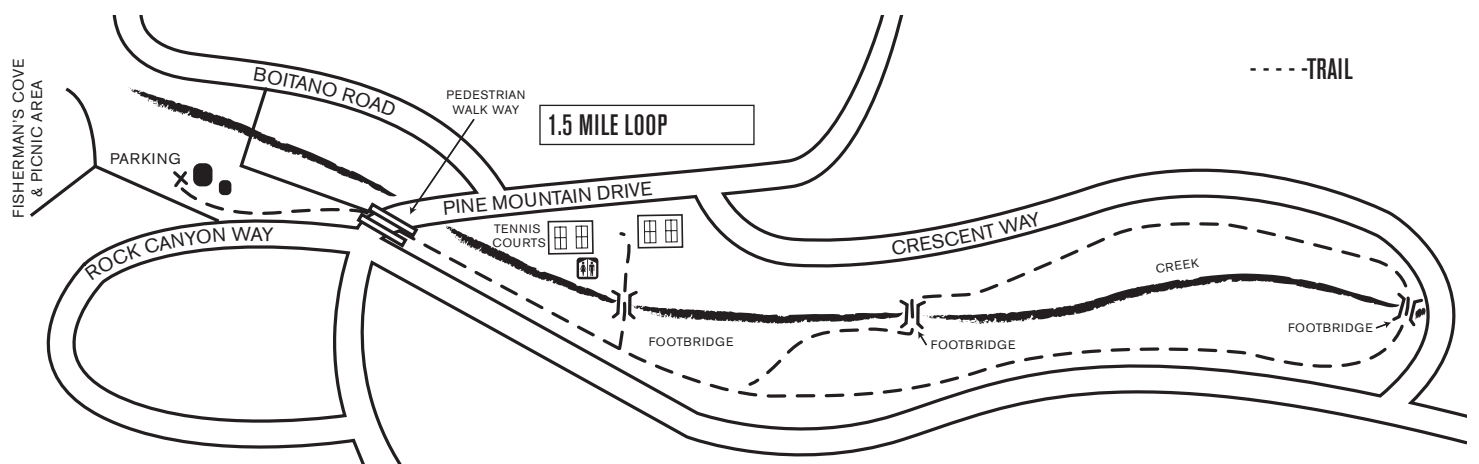 FISHERMAN'S COVE
& PICNIC AREA
BOITANO ROAD
PEDESTRIAN
WALK WAY
1.5 MILE LOOP
TRAIL
PARKING
PINE MOUNTAIN DRIVE
TENNIS
COURTS
ROCK CANYON WAY
CRESCENT WAY
CREEK
FOOTBRIDGE
FOOTBRIDGE
FOOTBRIDGE